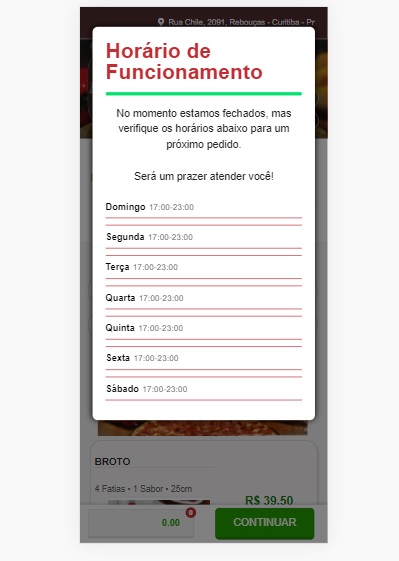 Rua Chile, 2091, Rebouças - Curitiba - Pr
Horário de
Funcionamento
No momento estamos fechados, mas
verifique os horários abaixo para um
próximo pedido.
Será um prazer atender você!
Domingo 17:00-23:00
Segunda 17:00-23:00
Terça 17:00-23:00
Quarta 17:00-23:00
Quinta 17:00-23:00
Sexta 17:00-23:00
Sábado 17:00-23:00
BROTO
4 Fatias • 1 Sabor • 25cm
R$ 39.50
0
0.00
CONTINUAR